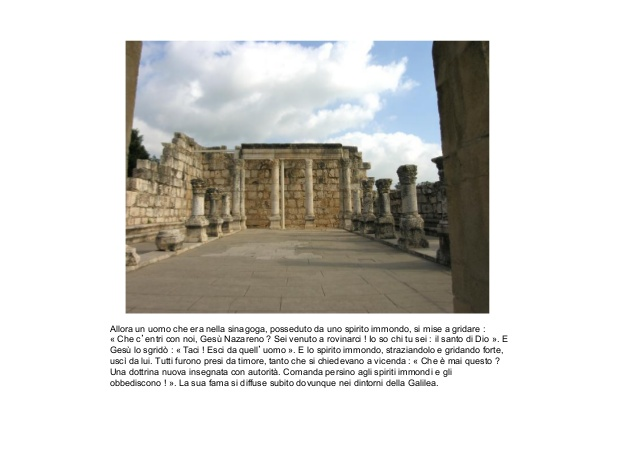 Allora un uomo che era nella sinagoga, posseduto da uno spirito immondo, si mise a gridare :
« Che c’entri con noi, Gesù Nazareno ? Sei venuto a rovinarci ! Io so chi tu sei : il santo di Dio ». E
Gesù lo sgridò : « Taci ! Esci da quell’uomo ». E lo spirito immondo, straziandolo e gridando forte,
uscì da lui. Tutti furono presi da timore, tanto che si chiedevano a vicenda : « Che è mai questo ?
Una dottrina nuova insegnata con autorità. Comanda persino agli spiriti immondi e gli
obbediscono ! ». La sua fama si diffuse subito dovunque nei dintorni della Galilea.